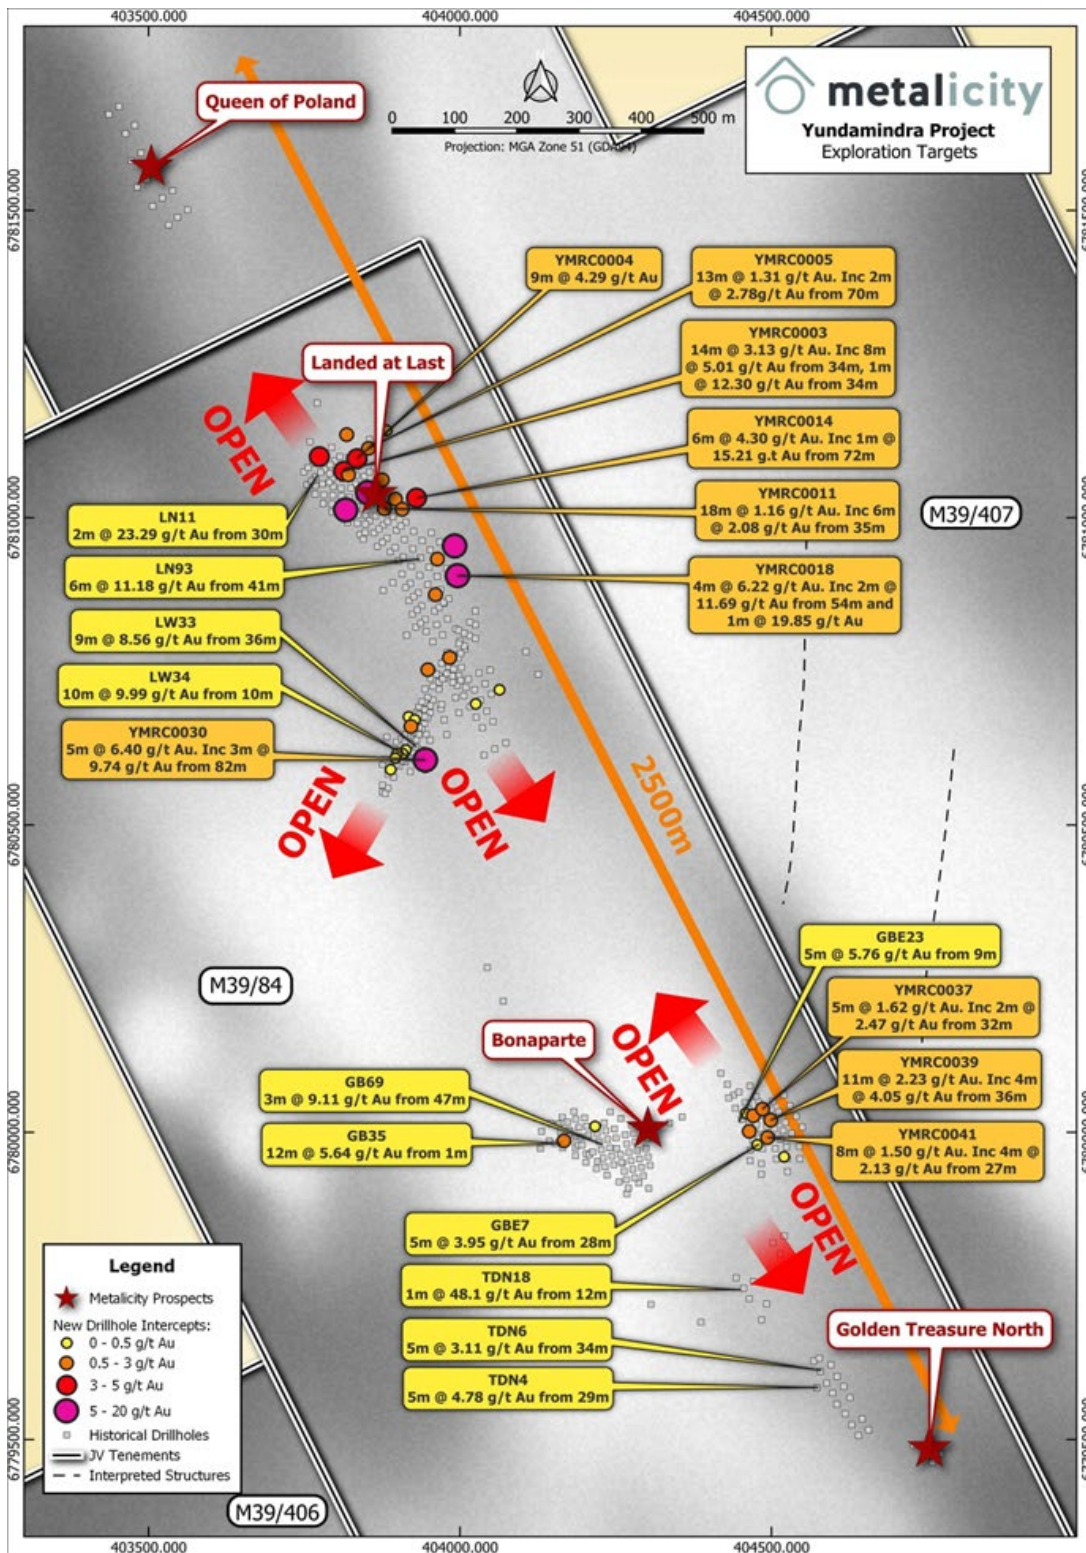 403500.000
404000.000
404500.000
metalicity
Yundamindra Project
Exploration Targets
0 100 200 300 400 500 m
Projection: MGA Zone 51
Queen of Poland
6781500.000
6781500.000
YMRC0004
9m @ 4.29 g/t Au
YMRC0005
13m @ 1.31 g/t Au. Inc 2m
@ 2.78g/t Au from 70m
Landed at Last
YMRC0003
14m @ 3.13 g/t Au. Inc 8m
@ 5.01 g/t Au from 34m, 1m
@ 12.30 g/t Au from 34m
OPEN
YMRC0014
6m @ 4.30 g/t Au. Inc 1m @
15.21 g.t Au from 72m
6781000.000
6781000.000
LN11
2m @ 23.29 g/t Au from 30m
YMRC0011
18m @ 1.16 g/t Au. Inc 6m
@ 2.08 g/t Au from 35m
M39/407
LN93
6m @ 11.18 g/t Au from 41m
YMRC0018
4m @ 6.22 g/t Au. Inc 2m @
11.69 g/t Au from 54m and
1m @ 19.85 g/t Au
LW33
9m @ 8.56 g/t Au from 36m
LW34
10m @ 9.99 g/t Au from 10m
YMRC0030
5m @ 6.40 g/t Au. Inc 3m @
9.74 g/t Au from 82m
OPEN
OPEN
2500m
6780500.000
6780500.000
GBE23
5m @ 5.76 g/t Au from 9m
M39/84
YMRC0037
5m @ 1.62 g/t Au. Inc 2m @
2.47 g/t Au from 32m
Bonaparte
OPEN
YMRC0039
11m @ 2.23 g/t Au. Inc 4m
@ 4.05 g/t Au from 36m
GB69
3m @ 9.11 g/t Au from 47m
GB35
12m @ 5.64 g/t Au from 1m
YMRC0041
8m @ 1.50 g/t Au. Inc 4m @
2.13 g/t Au from 27m
6780000.000
6780000.000
GBE7
5m @ 3.95 g/t Au from 28m
OPEN
TDN18
1m @ 48.1 g/t Au from 12m
TDN6
5m @ 3.11 g/t Au from 34m
Golden Treasure North
TDN4
5m @ 4.78 g/t Au from 29m
Legend
Metalicity Prospects
New Drillhole Intercepts:
0 - 0.5 g/t Au
0.5 - 3 g/t Au
3 - 5 g/t Au
5 - 20 g/t Au
Historical Drillholes
JV Tenements
Interpreted Structures
6779500.000
6779500.000
M39/406
403500.000
404000.000
404500.000